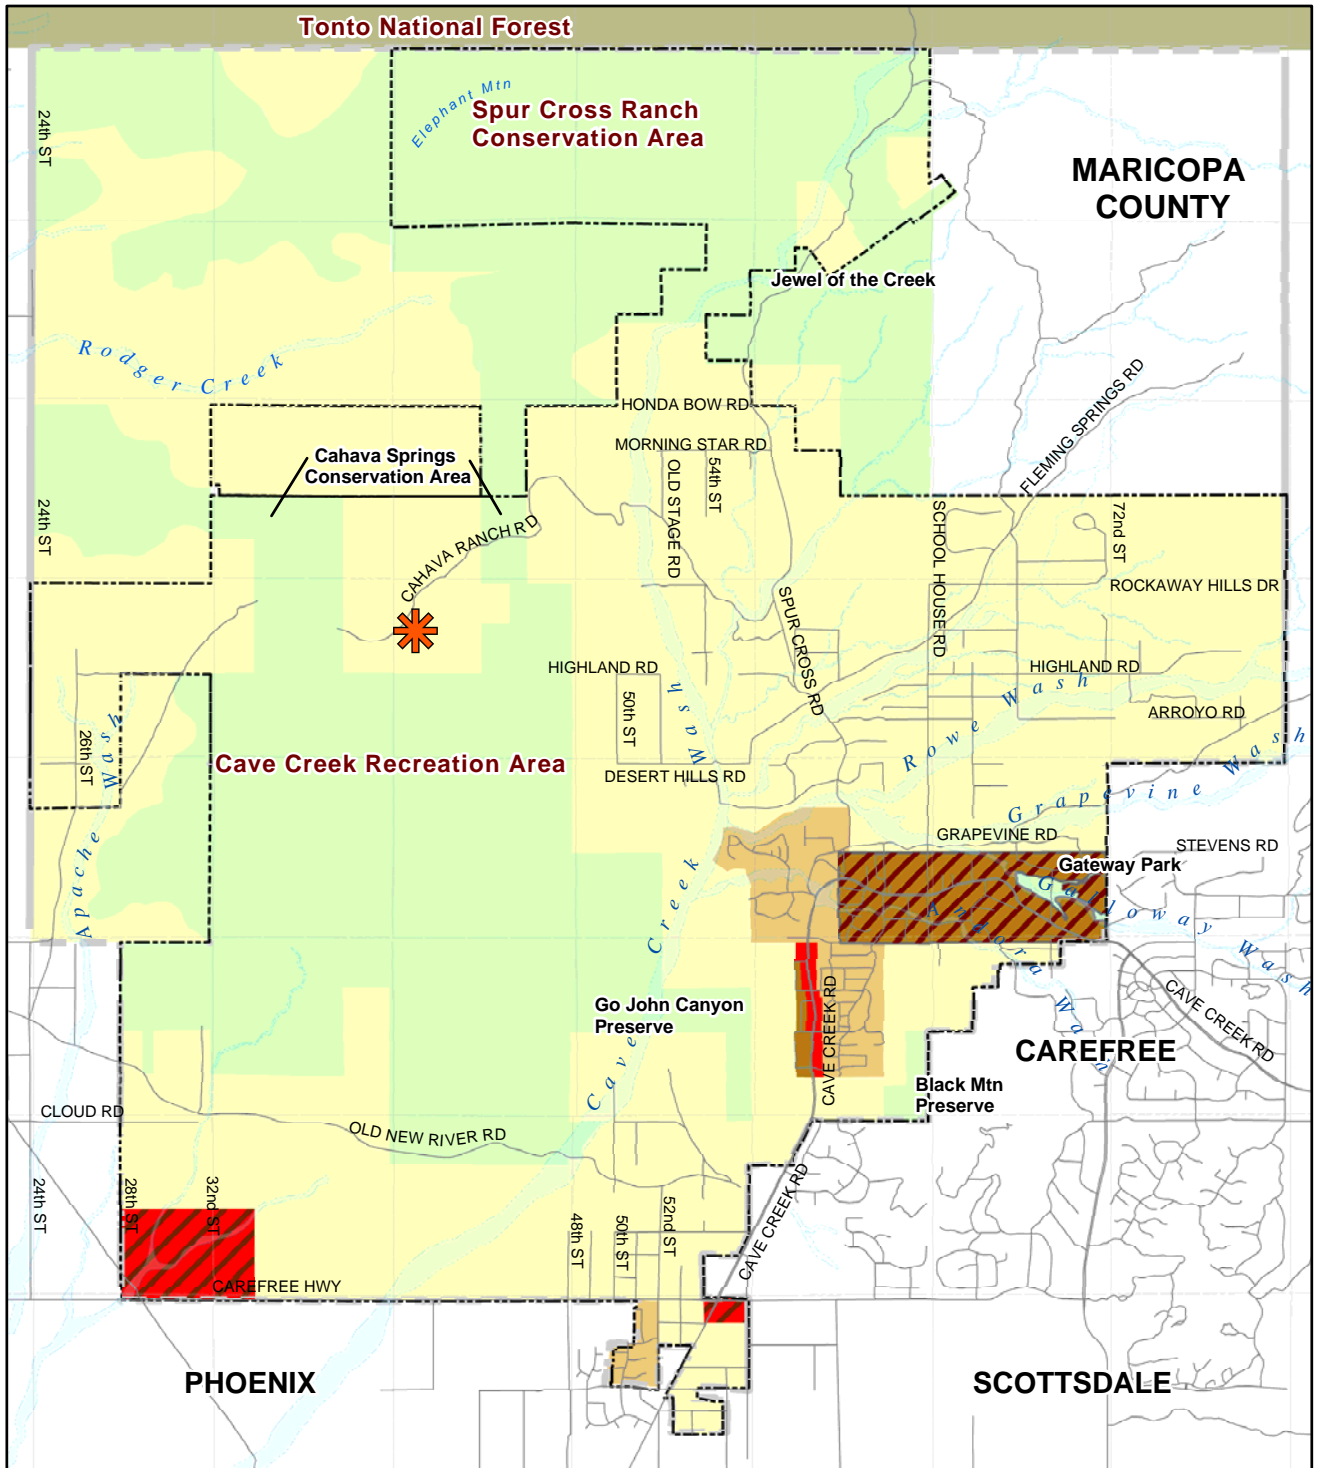 Tonto National Forest
Elephant Mtn
Spur Cross Ranch
Conservation Area
24th ST
MARICOPA
COUNTY
Jewel of the Creek
Rodger Creek
FLEMING SPRINGS RD
HONDA BOW RD
MORNING STAR RD
Cahava Springs
Conservation Area
OLD STAGE RD
54th ST
24th ST
CAHAVA RANCH RD
SCHOOL HOUSE RD
72nd ST
ROCKAWAY HILLS DR
SPUR CROSS RD
HIGHLAND RD
HIGHLAND RD
50th ST
Wash
Rowe Wash
ARROYO RD
26th ST
Apache Wash
Cave Creek Recreation Area
DESERT HILLS RD
Grapevine Wash
GRAPEVINE RD
STEVENS RD
Gateway Park
Galloway Wash
Andora Wash
Cave Creek
Go John Canyon
Preserve
CAVE CREEK RD
CAVE CREEK RD
CAREFREE
Black Mtn
Preserve
CLOUD RD
OLD NEW RIVER RD
24th ST
28th ST
32nd ST
48th ST
50th ST
52nd ST
CAVE CREEK RD
CAREFREE HWY
PHOENIX
SCOTTSDALE